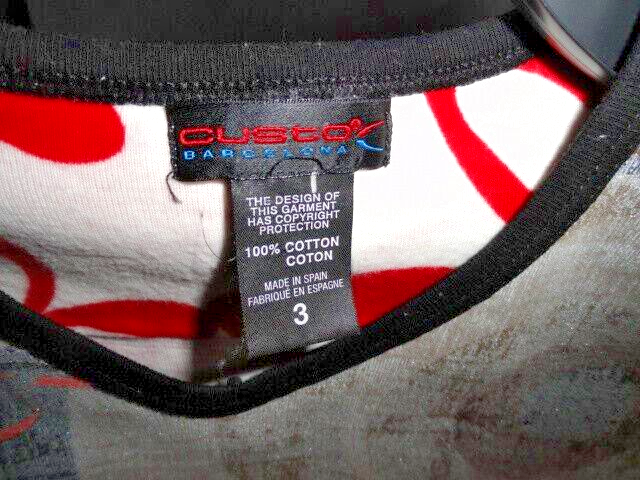 custo
BARCELONA
THE DESIGN OF
THIS GARMENT
HAS COPYRIGHT
PROTECTION
100% COTTON
COTON
MADE IN SPAIN
FABRIQUÉ EN ESPAGNE
3